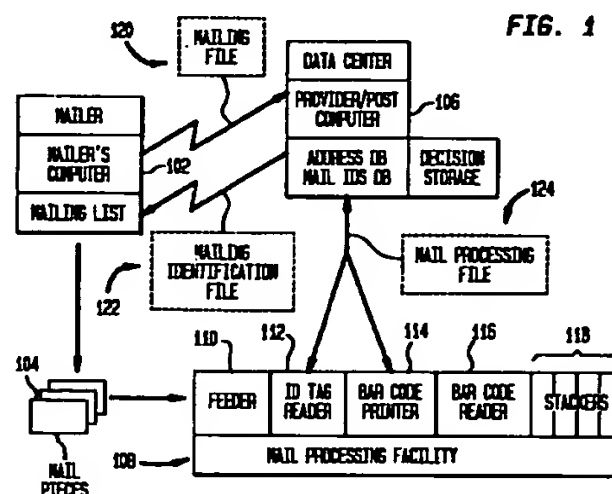 FIG. 1
120
MAILING
FILE
DATA CENTER
PROVIDER/POST
COMPUTER
106
MAILER
MAILER'S
COMPUTER
102
ADDRESS DB
MAIL IDS DB
DECISION
STORAGE
124
MAILING LIST
MAILING
IDENTIFICATION
FILE
MAIL PROCESSING
FILE
122
110
112
114
116
118
104
FEEDER
ID TAG
READER
BAR CODE
PRINTER
BAR CODE
READER
STACKERS
MAIL
PIECES
108
MAIL PROCESSING FACILITY